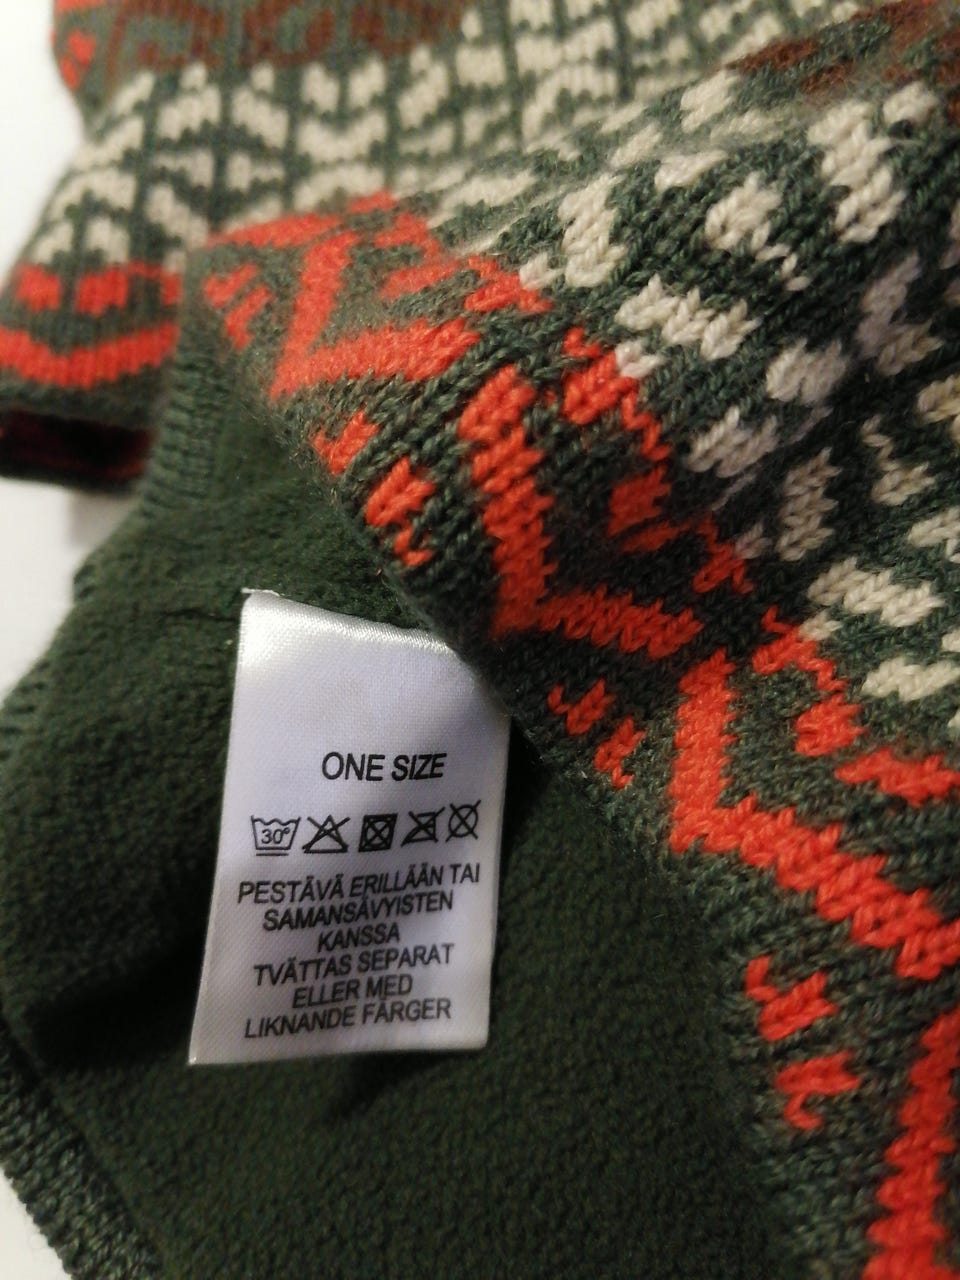 ONE SIZE
30°
PESTÄVÄ ERILLÄÄN TAI
SAMANSÄVYISTEN
KANSSA
TVÄTTAS SEPARAT
ELLER MED
LIKNANDE FÄRGER